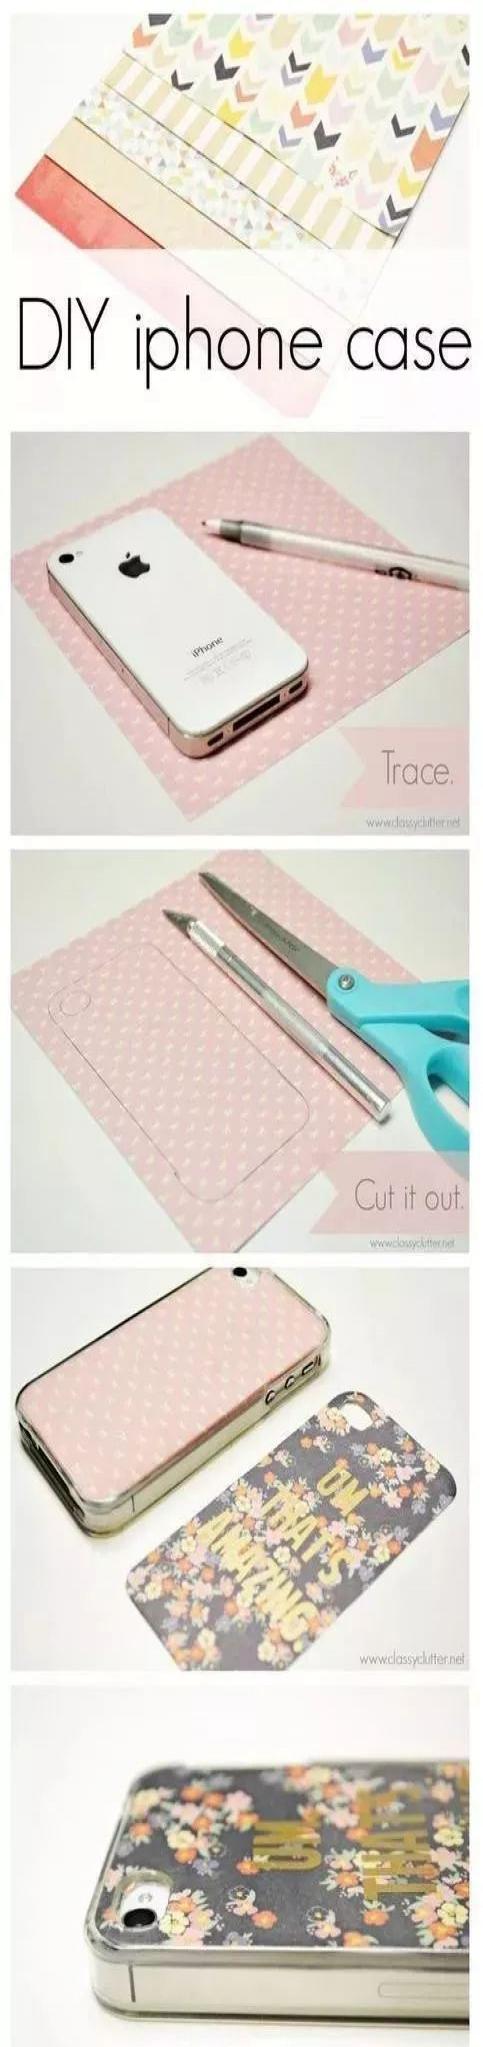 DIY iphone case
iPhone
Trace.
www.classyclutter.net
Cut it out.
www.classyclutter.net
UM,
THAT'S
AMAZING
www.classyclutter.net
UM,
THAT'S